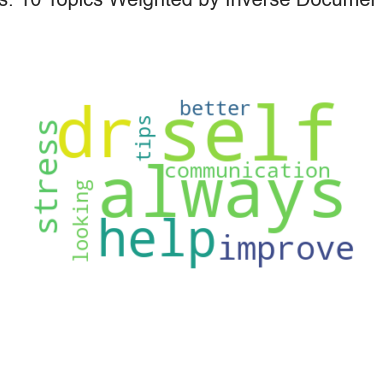 s: 10 Topics Weighted by Inverse Documen
better
dr
self
tips
stress
communication
always
looking
help
improve